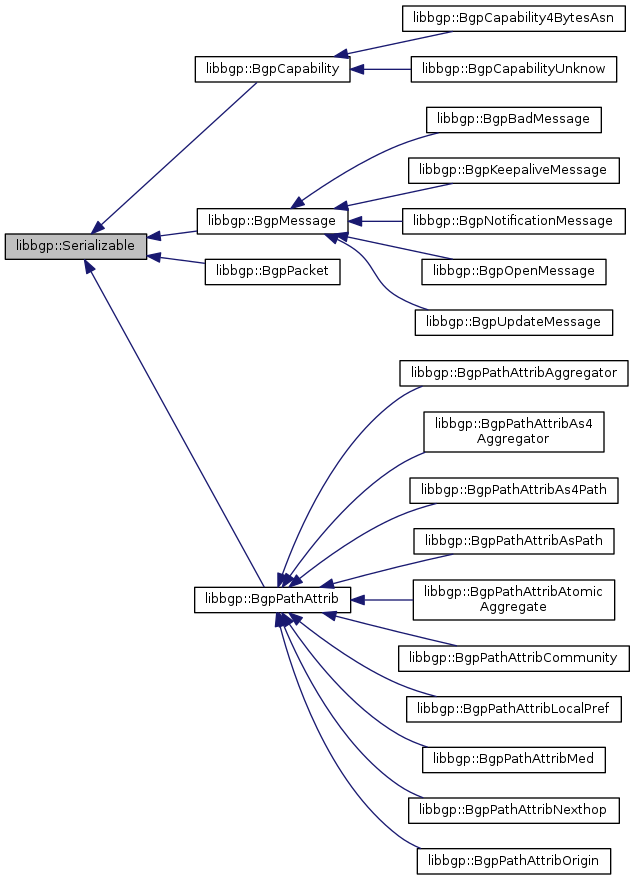 libbgp::BgpCapability4BytesAsn
libbgp::BgpCapability
libbgp::BgpCapabilityUnknow
libbgp::BgpBadMessage
libbgp::BgpKeepaliveMessage
libbgp::BgpMessage
libbgp::BgpNotificationMessage
libbgp::Serializable
libbgp::BgpPacket
libbgp::BgpOpenMessage
libbgp::BgpUpdateMessage
libbgp::BgpPathAttribAggregator
libbgp::BgpPathAttribAs4
Aggregator
libbgp::BgpPathAttribAs4Path
libbgp::BgpPathAttribAsPath
libbgp::BgpPathAttrib
libbgp::BgpPathAttribAtomic
Aggregate
libbgp::BgpPathAttribCommunity
libbgp::BgpPathAttribLocalPref
libbgp::BgpPathAttribMed
libbgp::BgpPathAttribNexthop
libbgp::BgpPathAttribOrigin